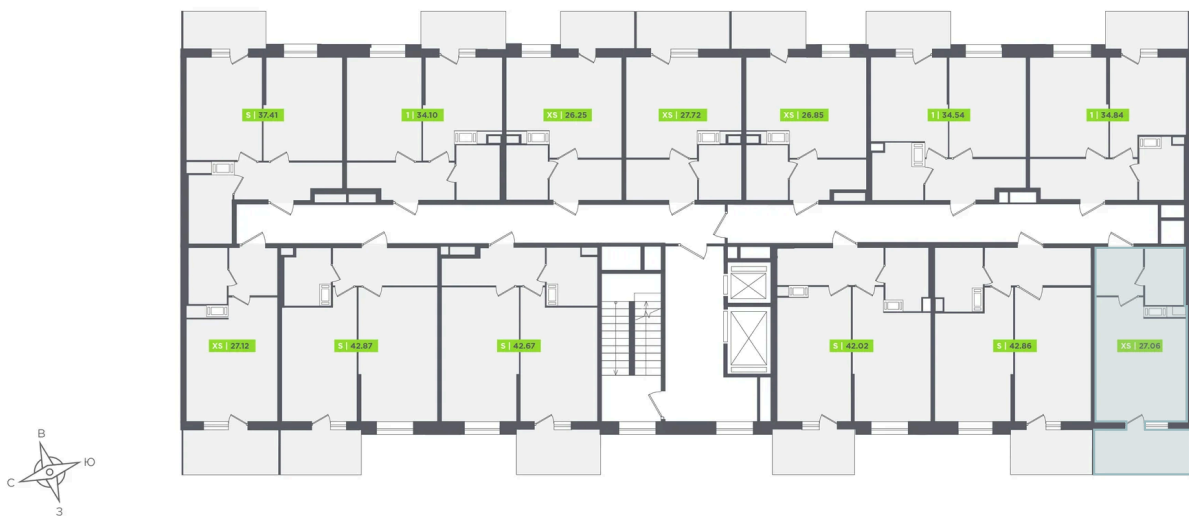 S | 37.41
1 | 34.10
XS | 26.25
XS | 27.72
XS | 26.85
1 | 34.54
1 | 34.84
XS | 27.12
S | 42.87
S | 42.67
S | 42.02
S | 42.86
XS | 27.06
В
Ю
С
З